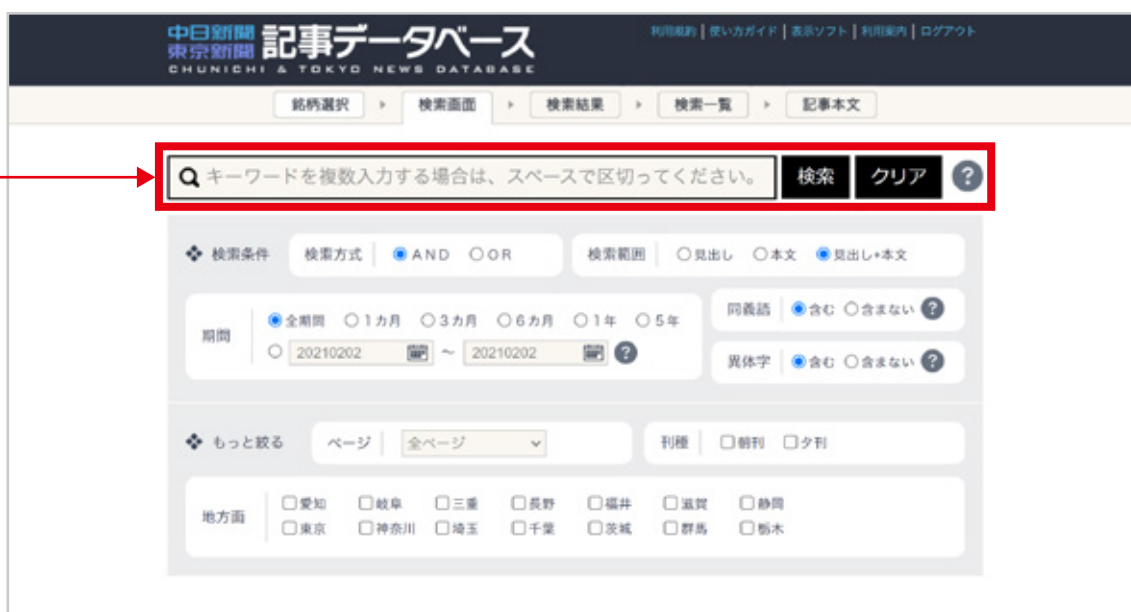 中日新聞
東京新聞 記事データベース
CHUNICHI & TOKYO NEWS DATABASE
利用規約 | 使い方ガイド | 表示ソフト | 利用案内 | ログアウト
銘柄選択 検索画面 検索結果 検索一覧 記事本文
キーワードを複数入力する場合は、スペースで区切ってください。 検索 クリア ?
検索条件 検索方式 AND OR 検索範囲 見出し 本文 見出し+本文
期間 全期間 1カ月 3カ月 6カ月 1年 5年
20210202 ~ 20210202 ?
同義語 含む 含まない ?
異体字 含む 含まない ?
もっと絞る ページ 全ページ 刊種 朝刊 夕刊
地方面 愛知 岐阜 三重 長野 福井 滋賀 静岡
東京 神奈川 埼玉 千葉 茨城 群馬 栃木